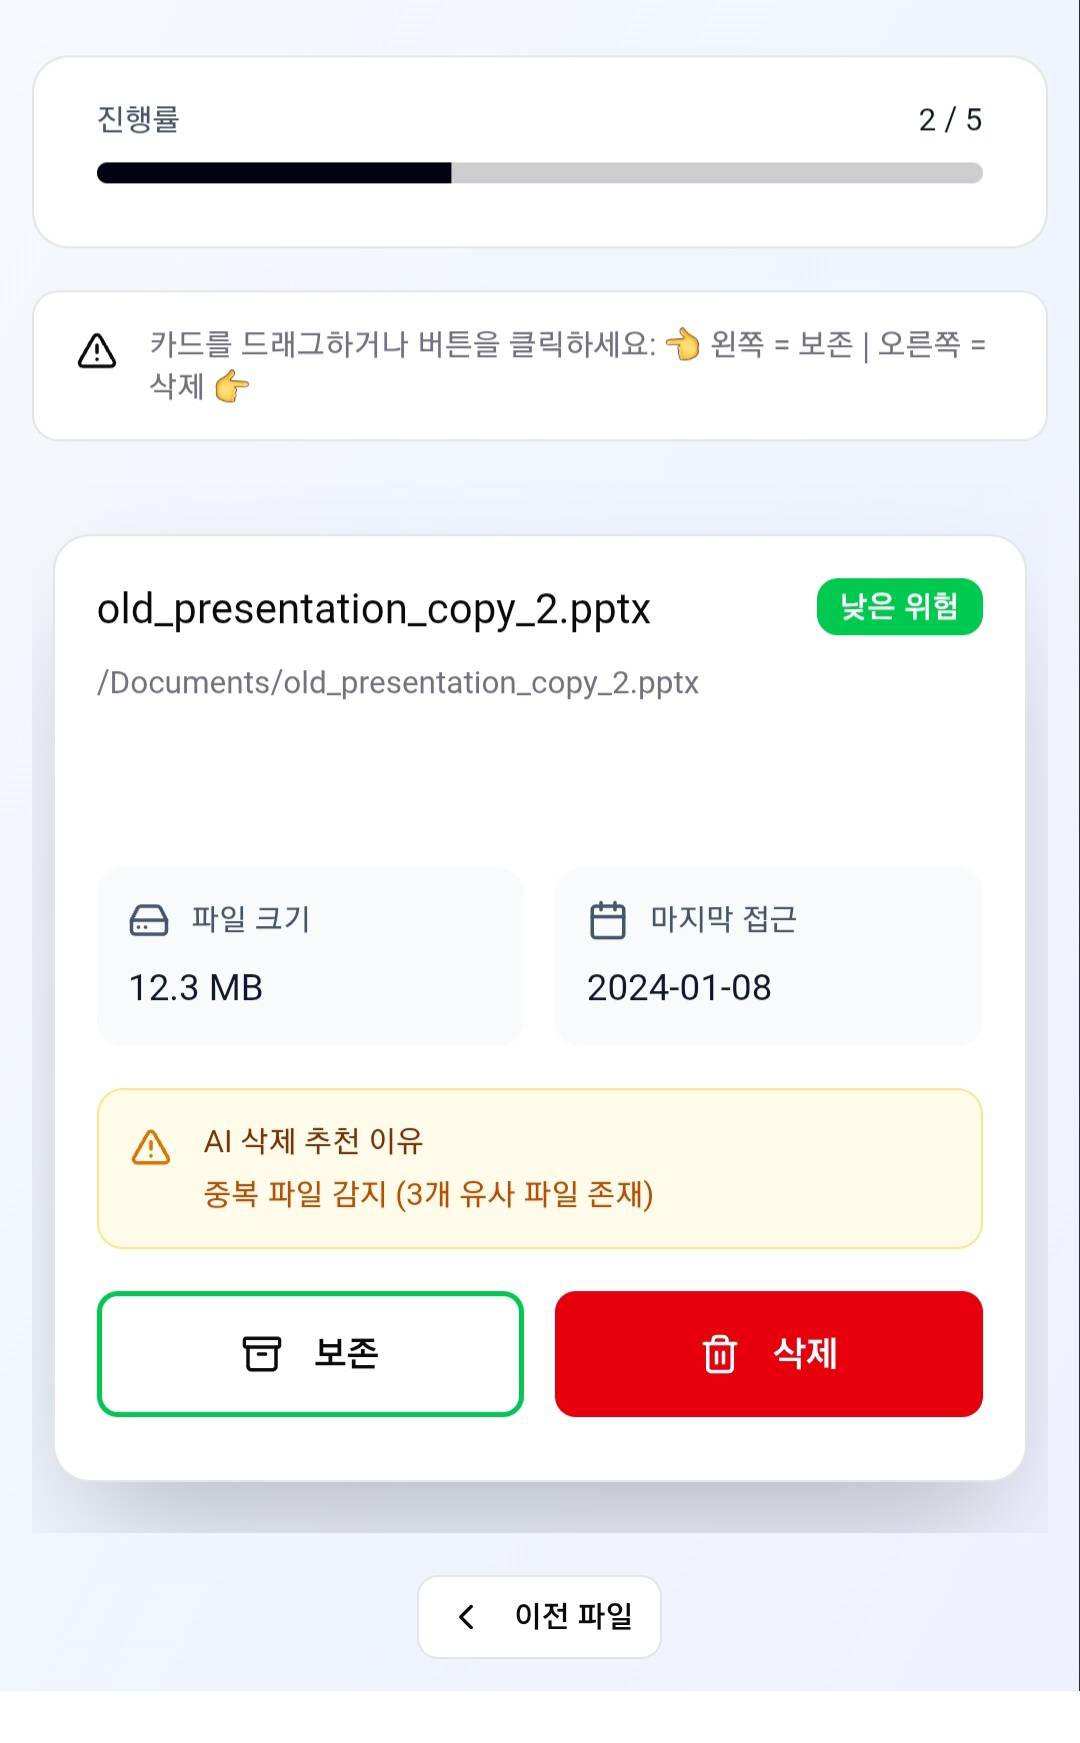 진행률
2 / 5
카드를 드래그하거나 버튼을 클릭하세요: 👈 왼쪽 = 보존 | 오른쪽 =
삭제 👉
old_presentation_copy_2.pptx
낮은 위험
/Documents/old_presentation_copy_2.pptx
파일 크기
12.3 MB
마지막 접근
2024-01-08
AI 삭제 추천 이유
중복 파일 감지 (3개 유사 파일 존재)
보존
삭제
이전 파일